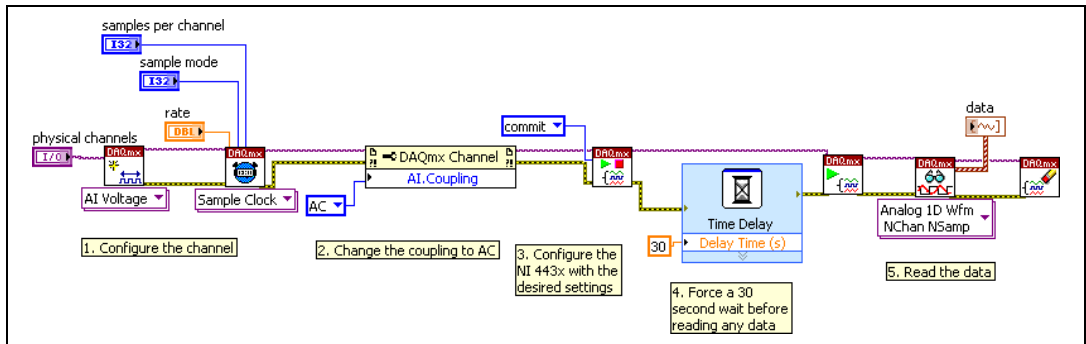 samples per channel
I32
sample mode
I32
rate
DBL
physical channels
I/O
DAQmx
AI Voltage
DAQmx
Sample Clock
DAQmx Channel
AI.Coupling
AC
commit
DAQmx
Time Delay
Delay Time (s)
30
DAQmx
data
DAQmx
Analog 1D Wfm
NChan NSamp
DAQmx
1. Configure the channel
2. Change the coupling to AC
3. Configure the
NI 443x with the
desired settings
4. Force a 30
second wait before
reading any data
5. Read the data